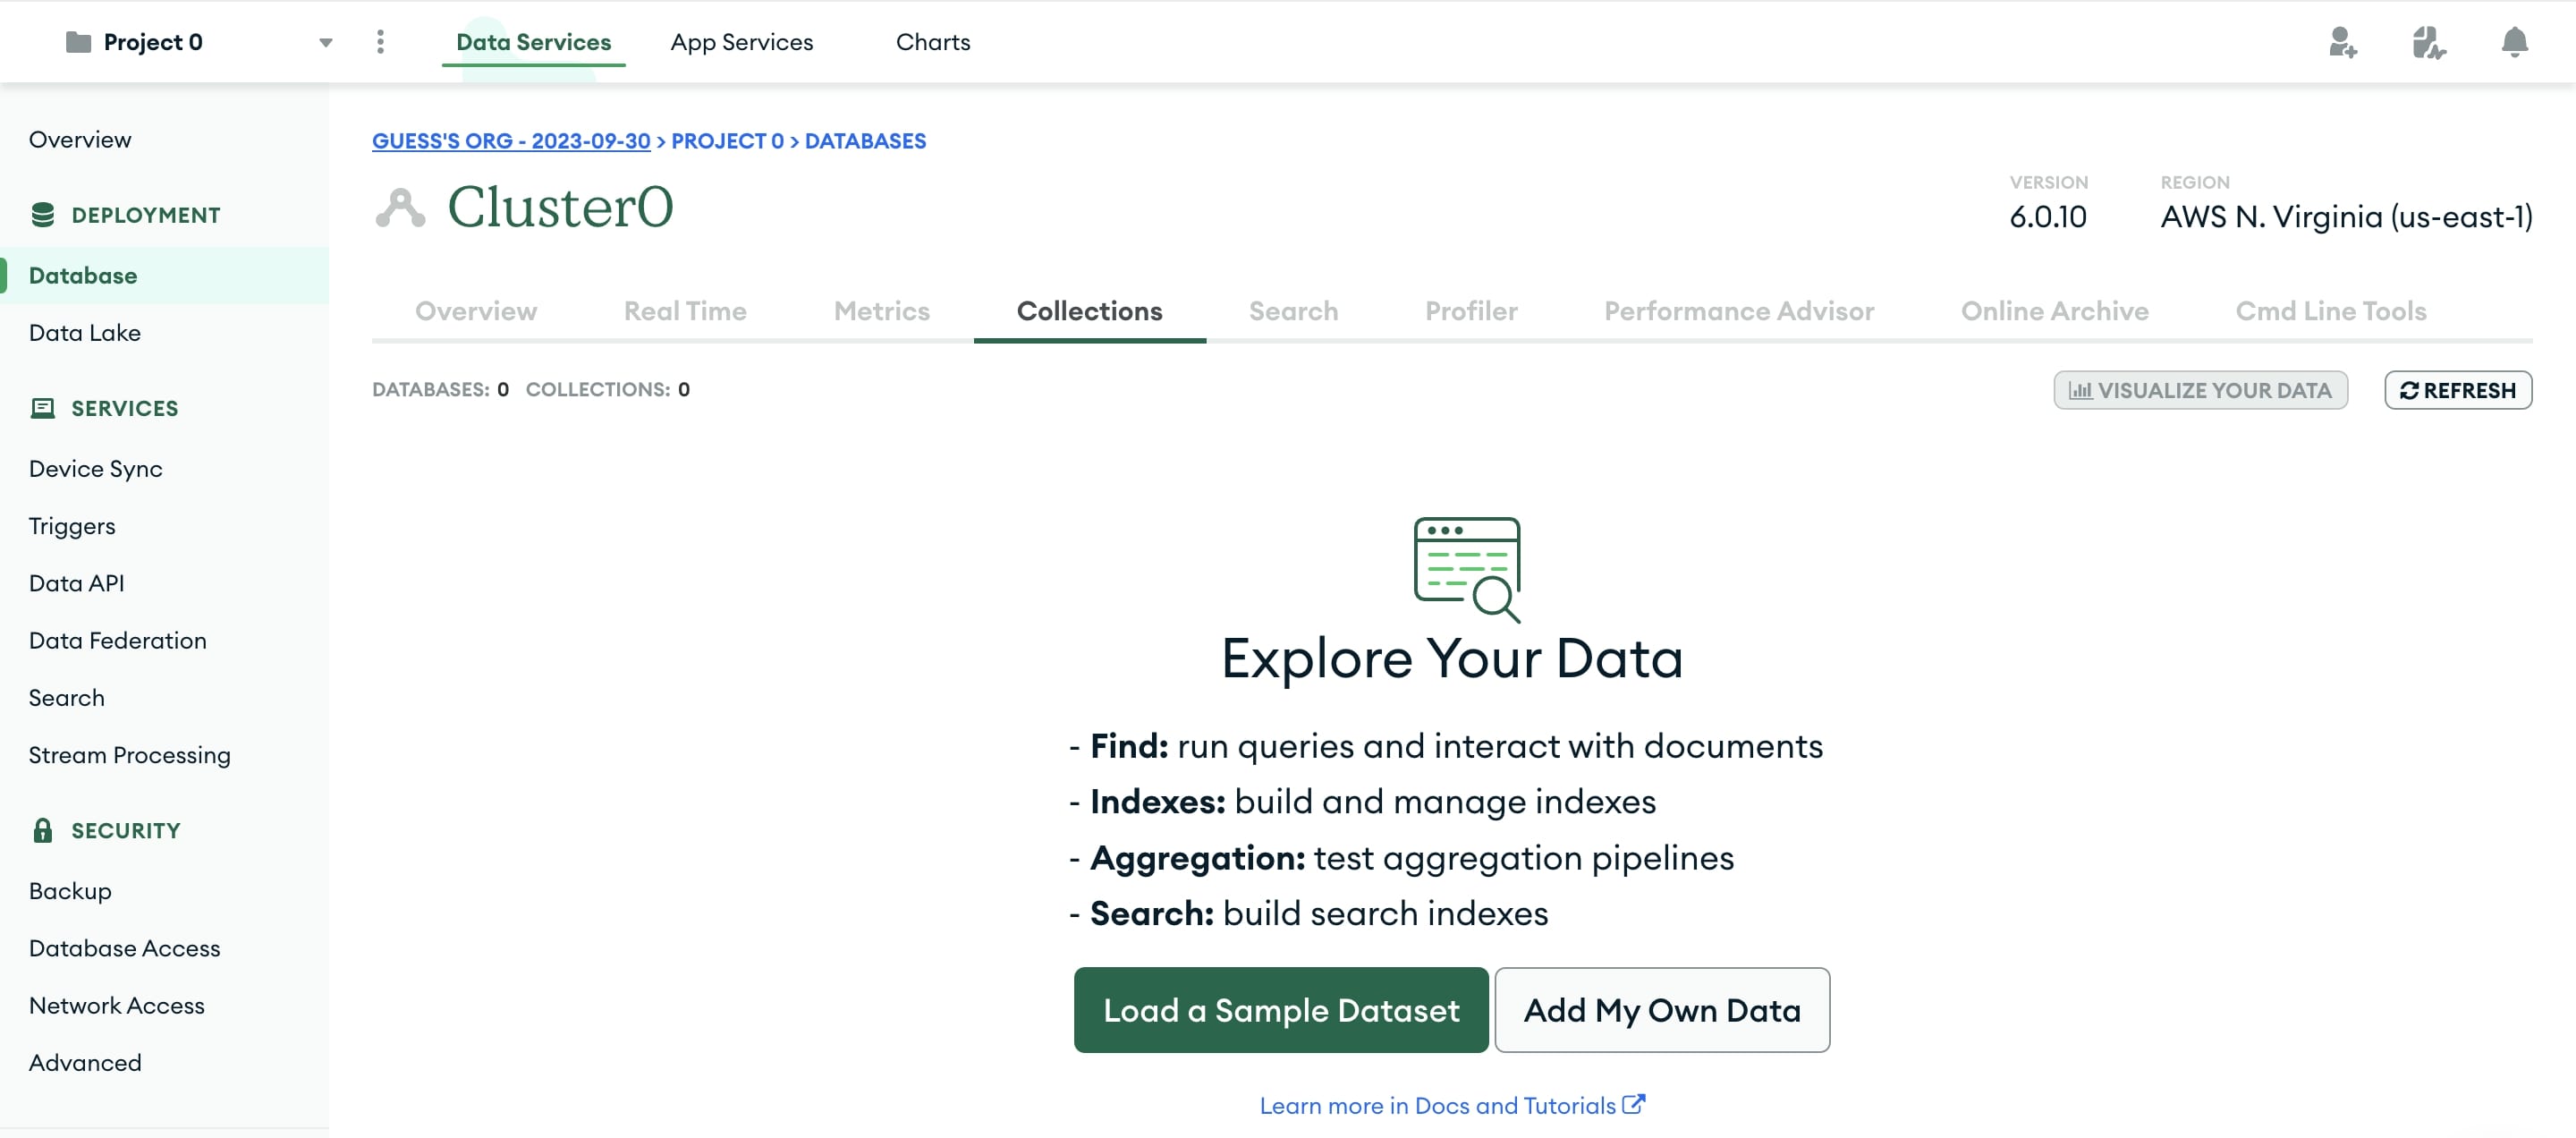 Project 0
Data Services
App Services
Charts
Overview
DEPLOYMENT
Database
Data Lake
SERVICES
Device Sync
Triggers
Data API
Data Federation
Search
Stream Processing
SECURITY
Backup
Database Access
Network Access
Advanced
GUESS'S ORG - 2023-09-30 > PROJECT 0 > DATABASES
Cluster0
VERSION
6.0.10
REGION
AWS N. Virginia (us-east-1)
Overview
Real Time
Metrics
Collections
Search
Profiler
Performance Advisor
Online Archive
Cmd Line Tools
DATABASES: 0 COLLECTIONS: 0
VISUALIZE YOUR DATA
REFRESH
Explore Your Data
- Find: run queries and interact with documents
- Indexes: build and manage indexes
- Aggregation: test aggregation pipelines
- Search: build search indexes
Load a Sample Dataset
Add My Own Data
Learn more in Docs and Tutorials